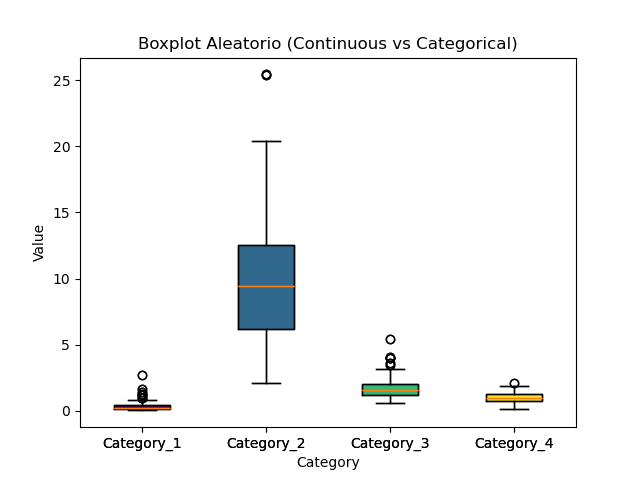 Boxplot Aleatorio (Continuous vs Categorical)
25
20
15
10
5
0
Value
Category_1 Category_2 Category_3 Category_4
Category